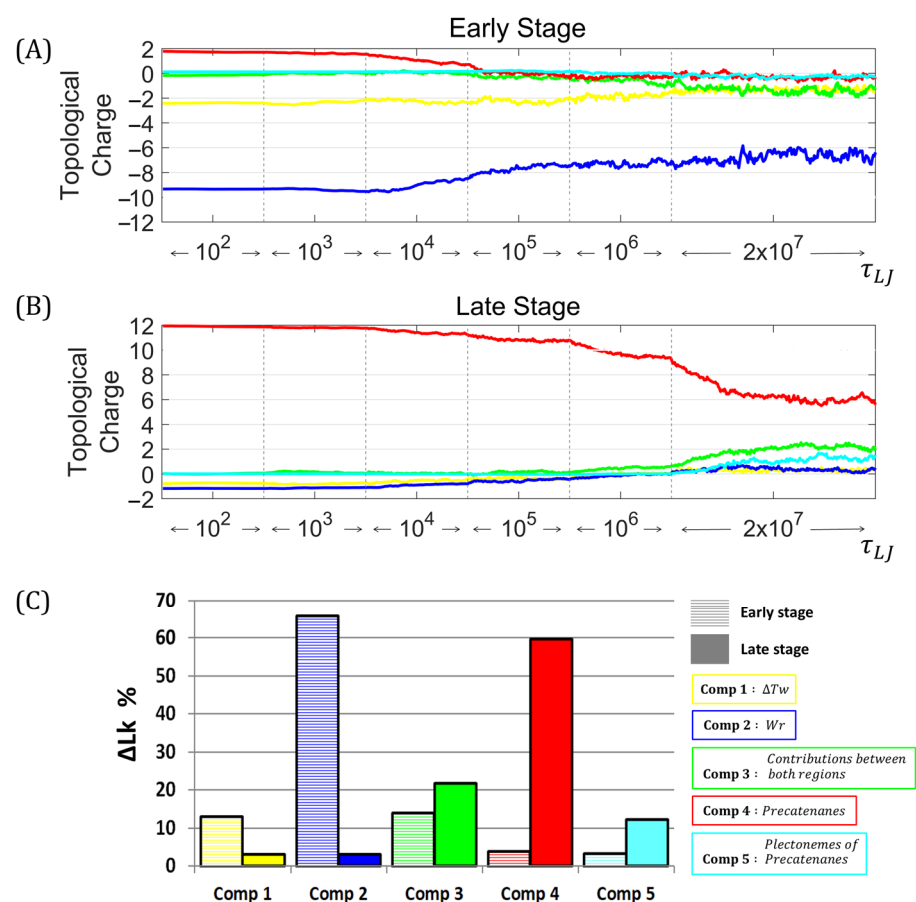 (A)
Early Stage
Topological
Charge
2
0
−2
−4
−6
−8
−10
−12
← 10² → ← 10³ → ← 10⁴ → ← 10⁵ → ← 10⁶ → ← 2x10⁷ →
τ_LJ
(B)
Late Stage
Topological
Charge
12
10
8
6
4
2
0
−2
← 10² → ← 10³ → ← 10⁴ → ← 10⁵ → ← 10⁶ → ← 2x10⁷ →
τ_LJ
(C)
ΔLk %
70
60
50
40
30
20
10
0
Comp 1 Comp 2 Comp 3 Comp 4 Comp 5
Early stage
Late stage
Comp 1 : ΔTw
Comp 2 : Wr
Comp 3 : Contributions between
both regions
Comp 4 : Precatenanes
Comp 5 : Plectonemes of
Precatenanes